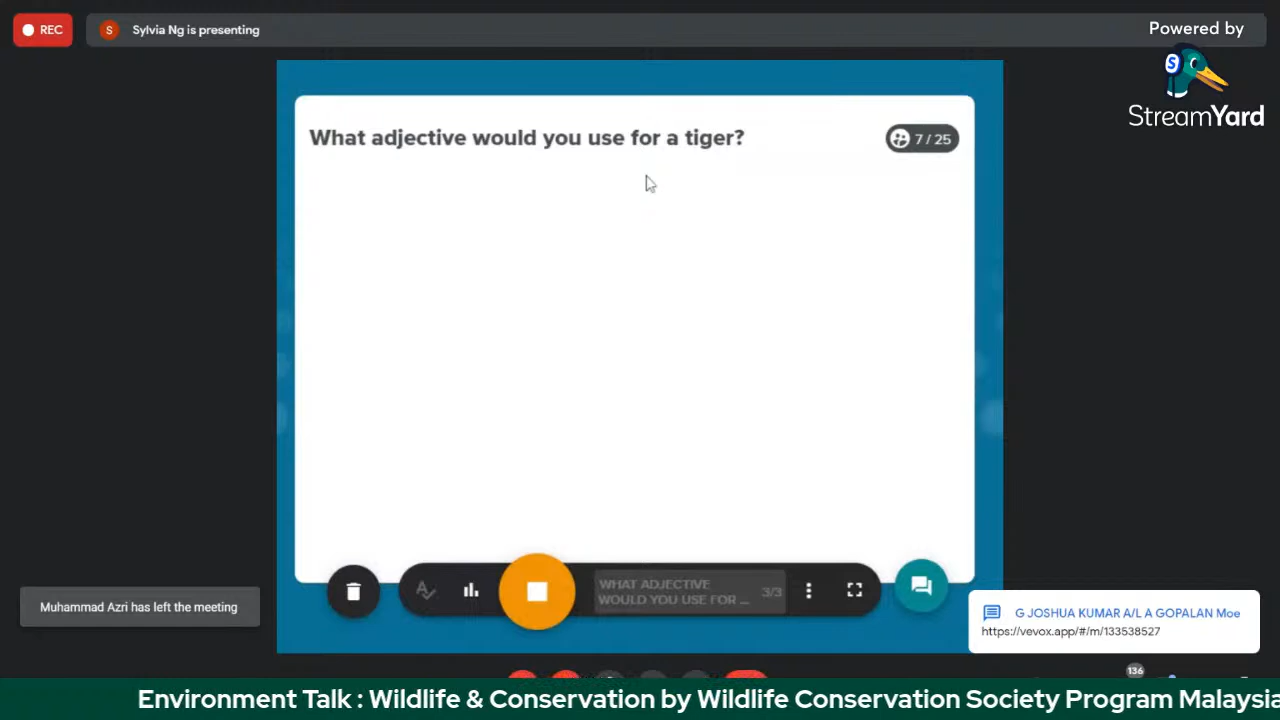 REC
S
Sylvia Ng is presenting
Powered by
S
StreamYard
What adjective would you use for a tiger?
7 / 25
WHAT ADJECTIVE
WOULD YOU USE FOR ...
3/3
Muhammad Azri has left the meeting
G JOSHUA KUMAR A/L A GOPALAN Moe
https://vevox.app/#/m/133538527
136
Environment Talk : Wildlife & Conservation by Wildlife Conservation Society Program Malaysia